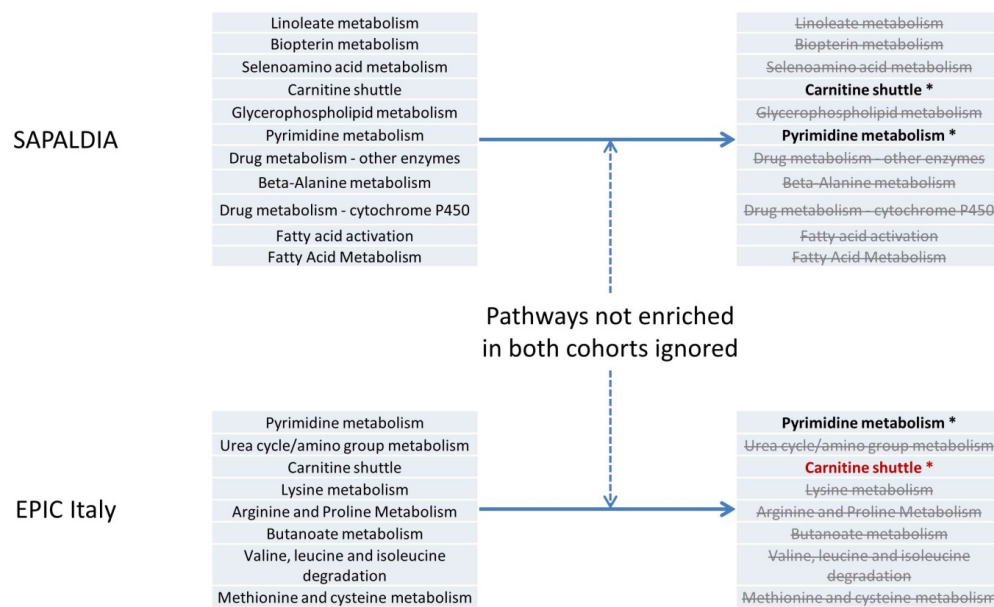 Linoleate metabolism
Biopterin metabolism
Selenoamino acid metabolism
Carnitine shuttle
Glycerophospholipid metabolism
Pyrimidine metabolism
Drug metabolism - other enzymes
Beta-Alanine metabolism
Drug metabolism - cytochrome P450
Fatty acid activation
Fatty Acid Metabolism
SAPALDIA
Linoleate metabolism
Biopterin metabolism
Selenoamino acid metabolism
Carnitine shuttle *
Glycerophospholipid metabolism
Pyrimidine metabolism *
Drug metabolism - other enzymes
Beta-Alanine metabolism
Drug metabolism - cytochrome P450
Fatty acid activation
Fatty Acid Metabolism
Pathways not enriched
in both cohorts ignored
EPIC Italy
Pyrimidine metabolism
Urea cycle/amino group metabolism
Carnitine shuttle
Lysine metabolism
Arginine and Proline Metabolism
Butanoate metabolism
Valine, leucine and isoleucine
degradation
Methionine and cysteine metabolism
Pyrimidine metabolism *
Urea cycle/amino group metabolism
Carnitine shuttle *
Lysine metabolism
Arginine and Proline Metabolism
Butanoate metabolism
Valine, leucine and isoleucine
degradation
Methionine and cysteine metabolism